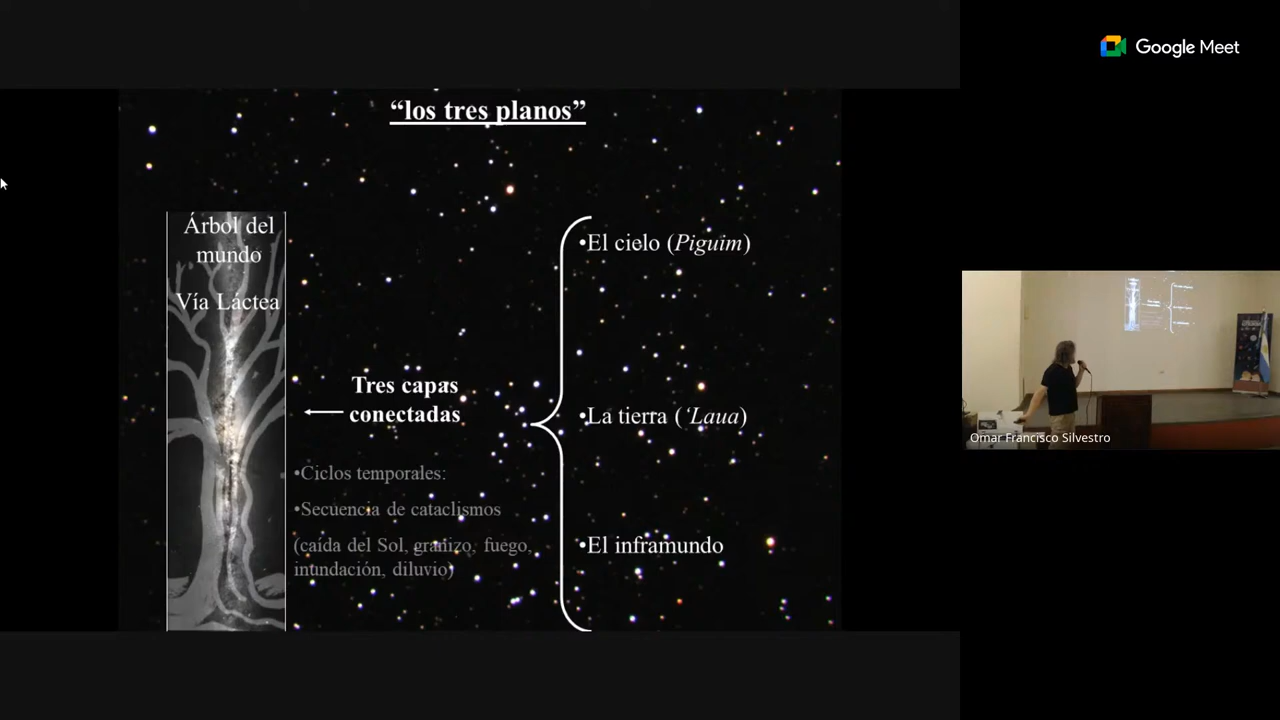 Google Meet
“los tres planos”
Árbol del
mundo
Vía Láctea
Tres capas
conectadas
•Ciclos temporales:
•Secuencia de cataclismos
(caída del Sol, granizo, fuego,
inundación, diluvio)
•El cielo (Piguim)
•La tierra (‘Laua)
•El inframundo
Omar Francisco Silvestro